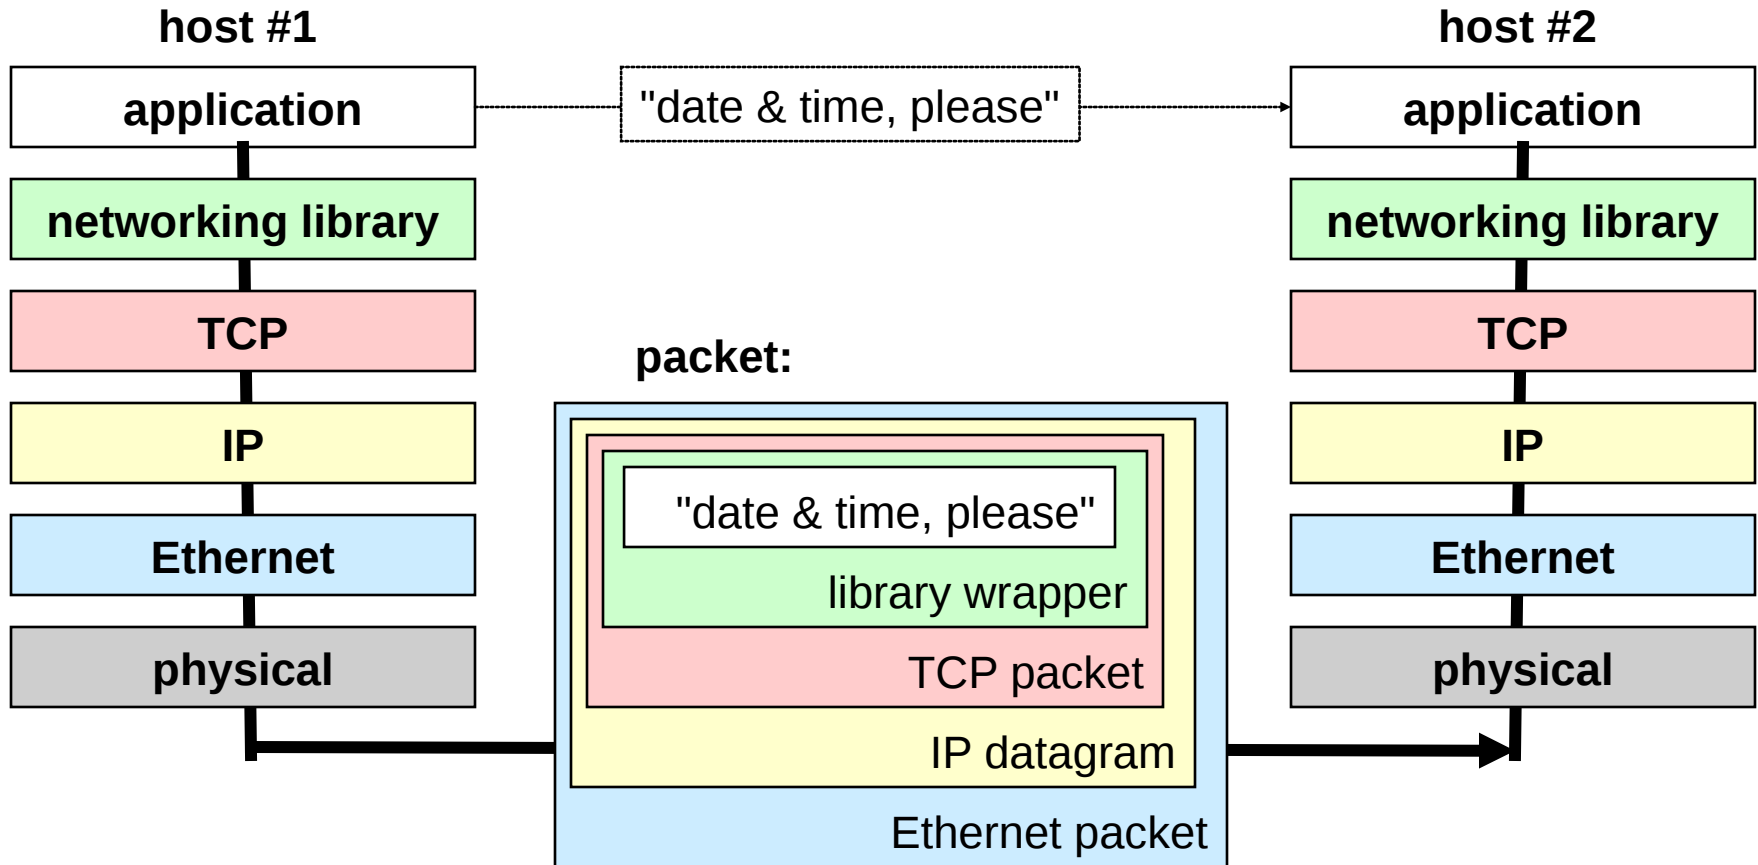 host #1
host #2
application
"date & time, please"
application
networking library
networking library
TCP
TCP
packet:
IP
IP
"date & time, please"
Ethernet
Ethernet
library wrapper
physical
TCP packet
physical
IP datagram
Ethernet packet